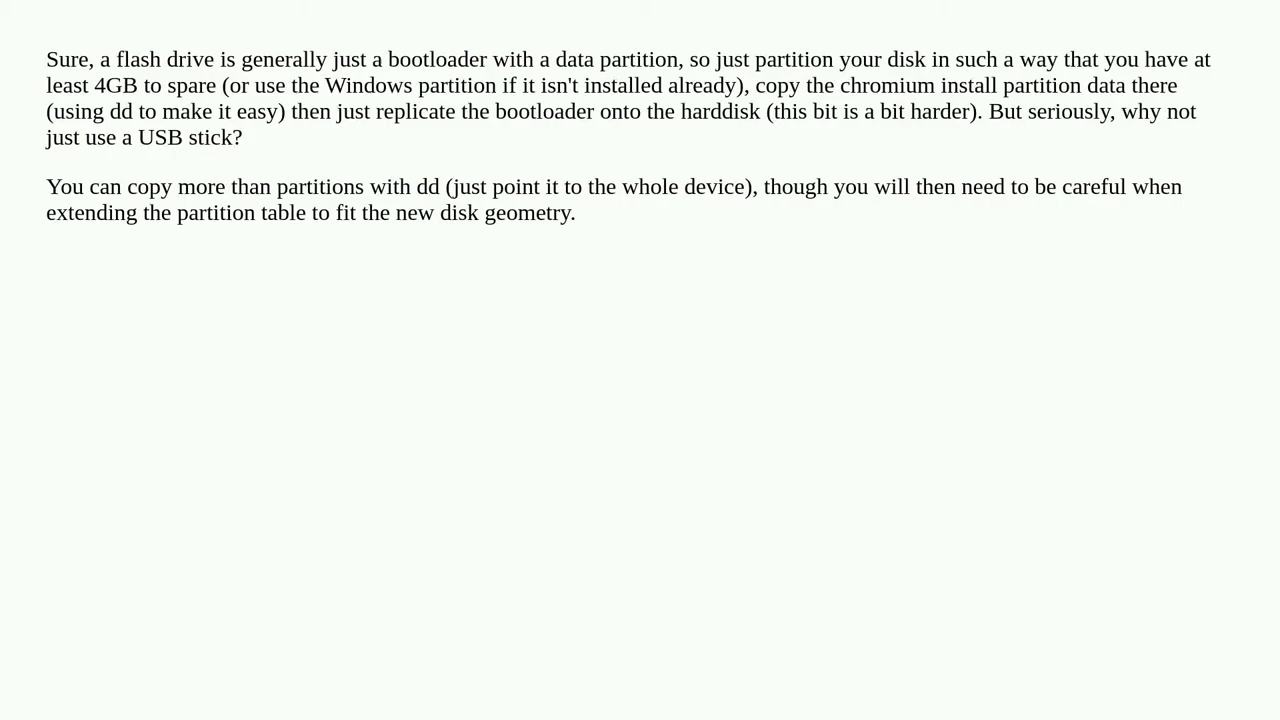 Sure, a flash drive is generally just a bootloader with a data partition, so just partition your disk in such a way that you have at
least 4GB to spare (or use the Windows partition if it isn't installed already), copy the chromium install partition data there
(using dd to make it easy) then just replicate the bootloader onto the harddisk (this bit is a bit harder). But seriously, why not
just use a USB stick?
You can copy more than partitions with dd (just point it to the whole device), though you will then need to be careful when
extending the partition table to fit the new disk geometry.